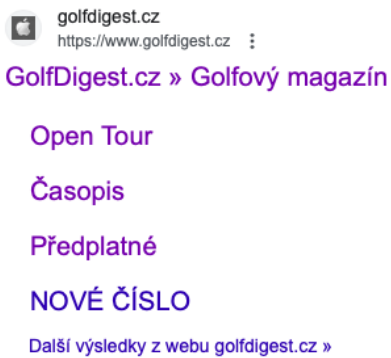 golfdigest.cz
https://www.golfdigest.cz
GolfDigest.cz » Golfový magazín
Open Tour
Časopis
Předplatné
NOVÉ ČÍSLO
Další výsledky z webu golfdigest.cz »